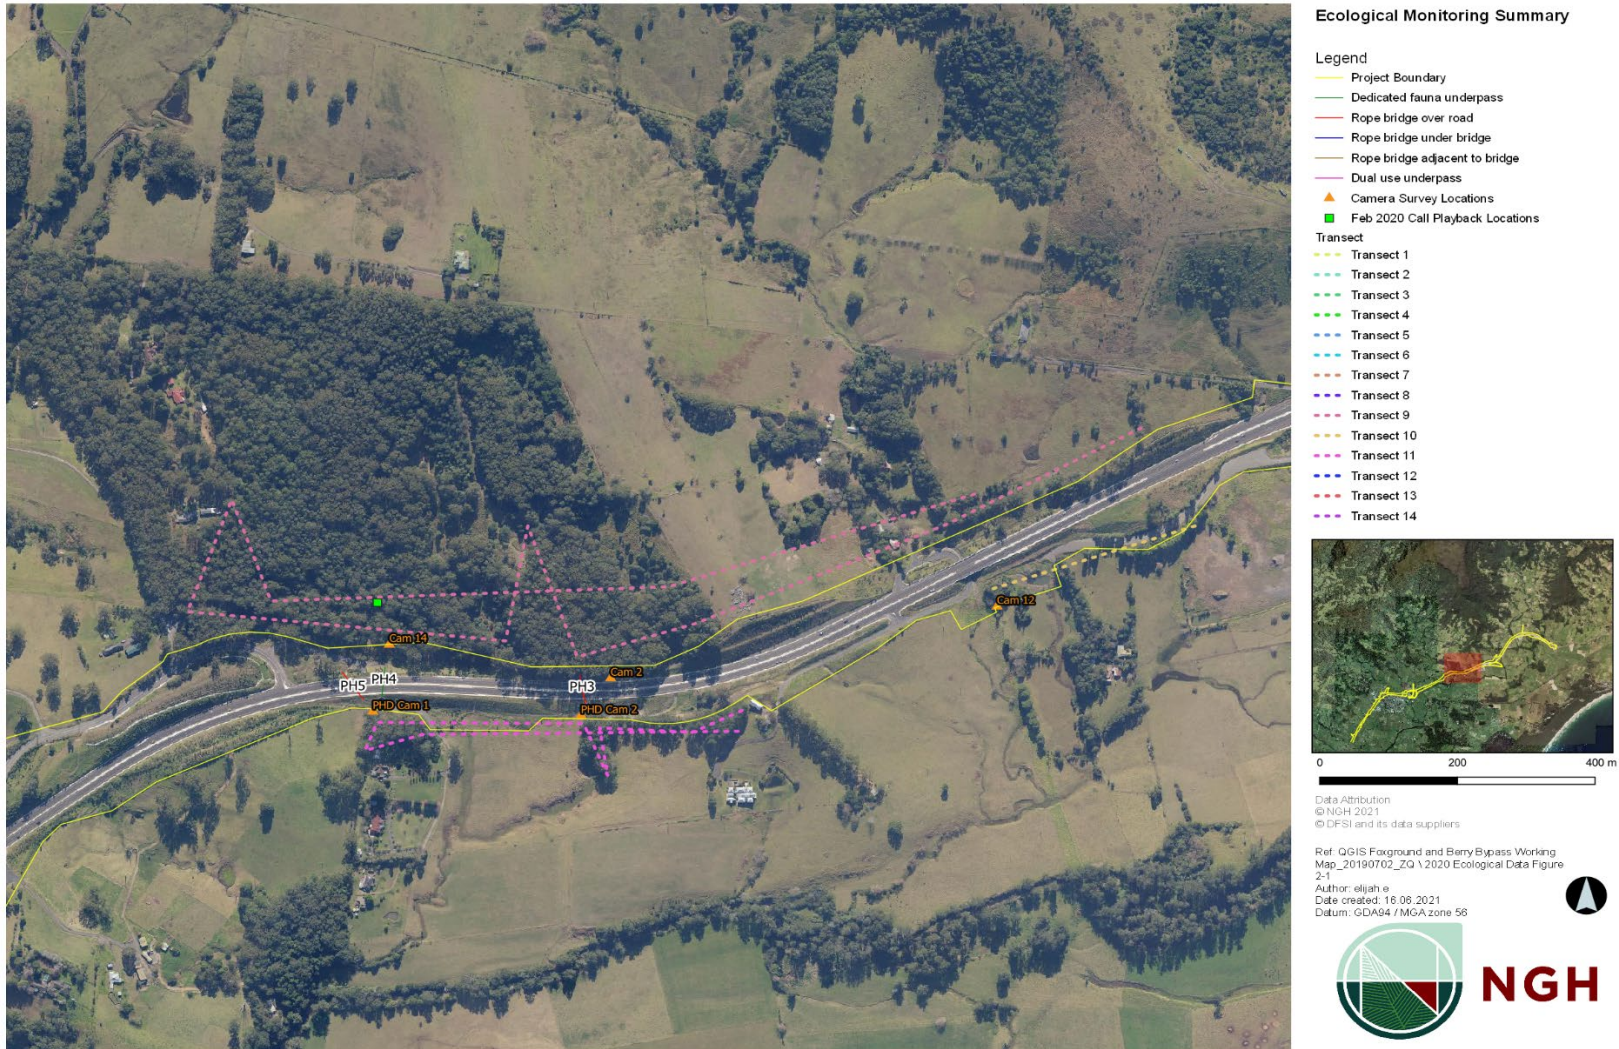 Ecological Monitoring Summary
Legend
Project Boundary
Dedicated fauna underpass
Rope bridge over road
Rope bridge under bridge
Rope bridge adjacent to bridge
Dual use underpass
Camera Survey Locations
Feb 2020 Call Playback Locations
Transect
Transect 1
Transect 2
Transect 3
Transect 4
Transect 5
Transect 6
Transect 7
Transect 8
Transect 9
Transect 10
Transect 11
Transect 12
Transect 13
Transect 14
Cam 12
Cam 14
Cam 2
PH5
PH4
PH3
PHD Cam 1
PHD Cam 2
0 200 400 m
Data Attribution
© NGH 2021
© DFSI and its data suppliers
Ref: QGIS Foxground and Berry Bypass Working
Map_20190702_ZQ \ 2020 Ecological Data Figure
2-1
Author: elijah.e
Date created: 16.06.2021
Datum: GDA94 / MGA zone 56
NGH